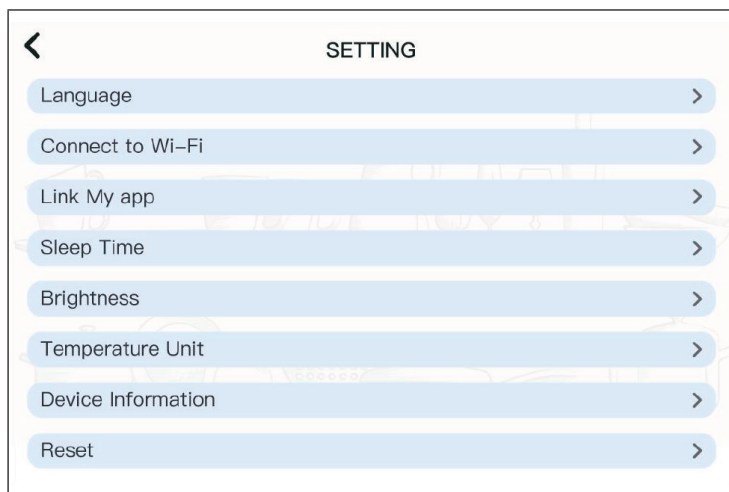 SETTING
Language
Connect to Wi-Fi
Link My app
Sleep Time
Brightness
Temperature Unit
Device Information
Reset